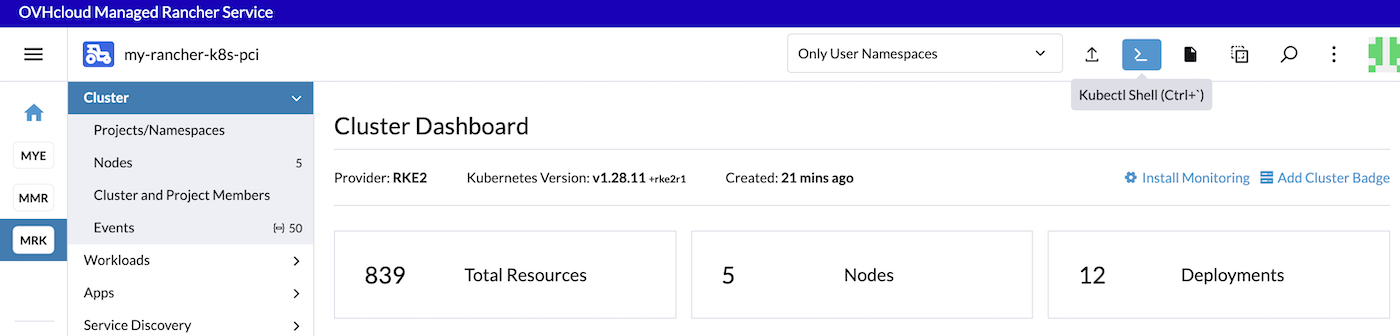 OVHcloud Managed Rancher Service
my-rancher-k8s-pci
Only User Namespaces
Kubectl Shell (Ctrl+`)
MYE
MMR
MRK
Cluster
Projects/Namespaces
Nodes 5
Cluster and Project Members
Events 50
Workloads
Apps
Service Discovery
Cluster Dashboard
Provider: RKE2 Kubernetes Version: v1.28.11 +rke2r1 Created: 21 mins ago Install Monitoring Add Cluster Badge
839 Total Resources
5 Nodes
12 Deployments